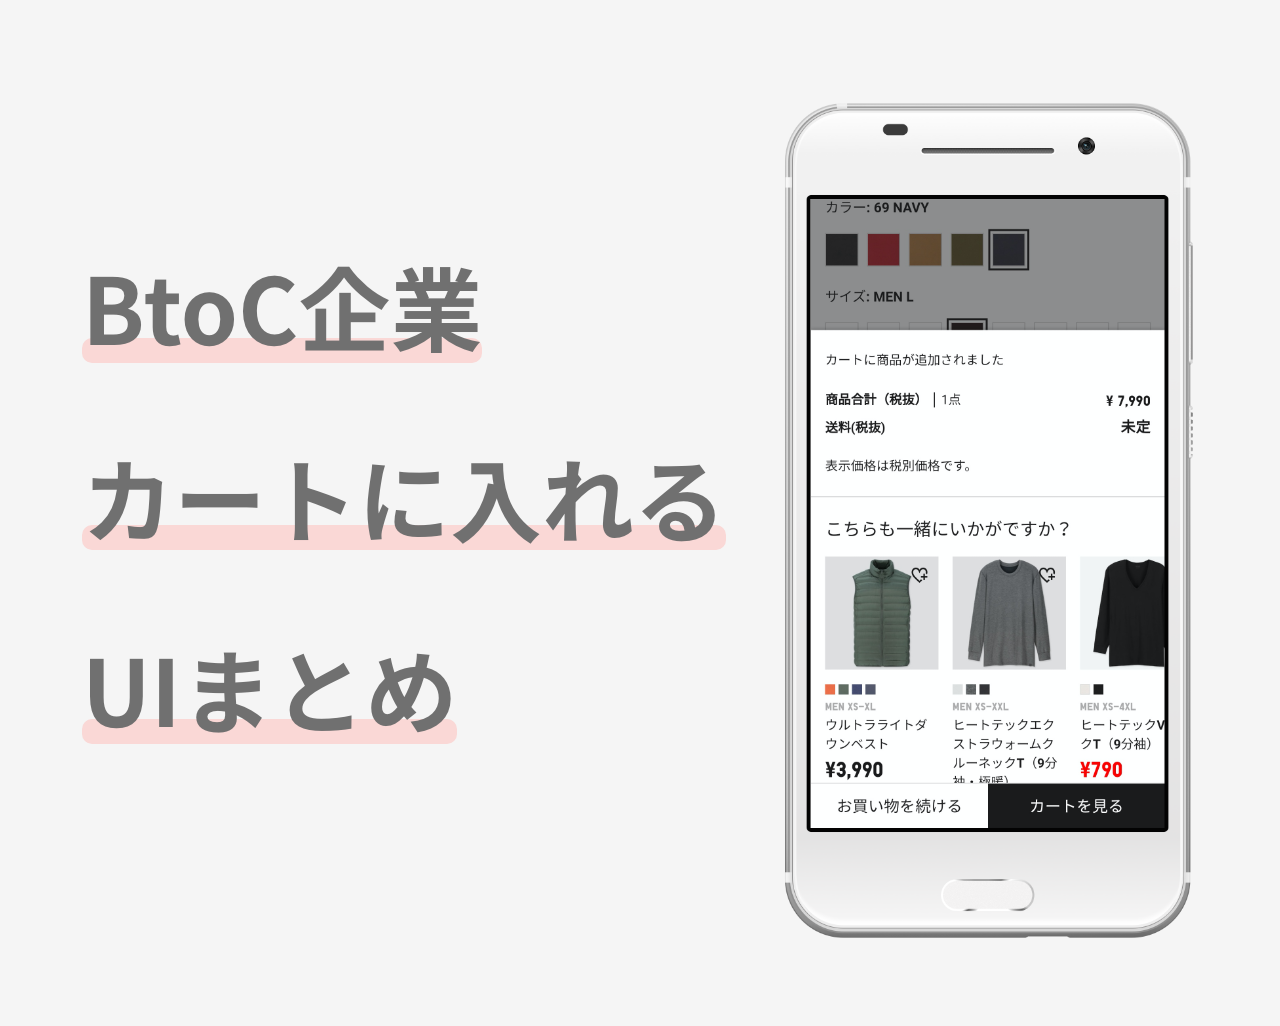 BtoC企業
カートに入れる
UIまとめ
カラー: 69 NAVY
サイズ: MEN L
カートに商品が追加されました
商品合計（税抜）｜1点 ¥ 7,990
送料(税抜) 未定
表示価格は税別価格です。
こちらも一緒にいかがですか？
MEN XS-XL
ウルトラライトダ
ウンベスト
¥3,990
MEN XS-XXL
ヒートテックエク
ストラウォームク
ルーネックT（9分
袖・極暖）
MEN XS-4XL
ヒートテックV
クT（9分袖）
¥790
お買い物を続ける
カートを見る